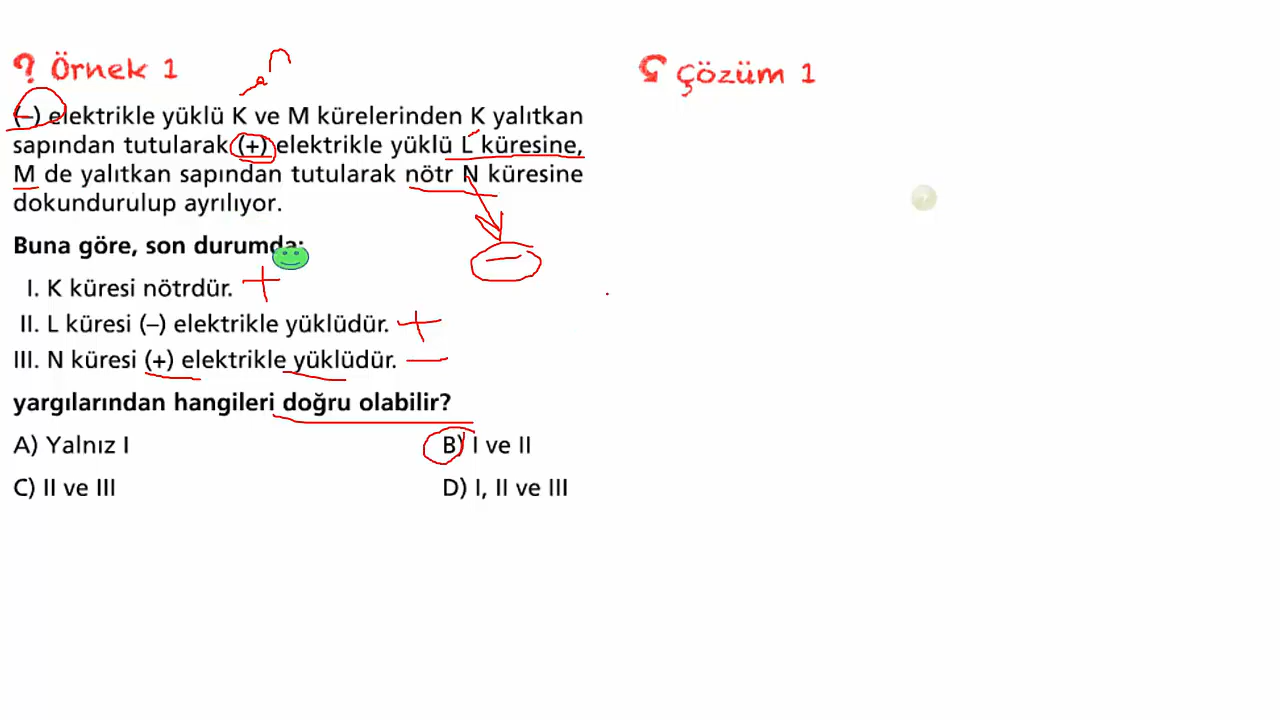 ? Örnek 1
(–) elektrikle yüklü K ve M kürelerinden K yalıtkan
sapından tutularak (+) elektrikle yüklü L küresine,
M de yalıtkan sapından tutularak nötr N küresine
dokundurulup ayrılıyor.
Buna göre, son durumda;
I. K küresi nötrdür. +
II. L küresi (–) elektrikle yüklüdür. +
III. N küresi (+) elektrikle yüklüdür. –
yargılarından hangileri doğru olabilir?
A) Yalnız I
B) I ve II
C) II ve III
D) I, II ve III
–
Çözüm 1